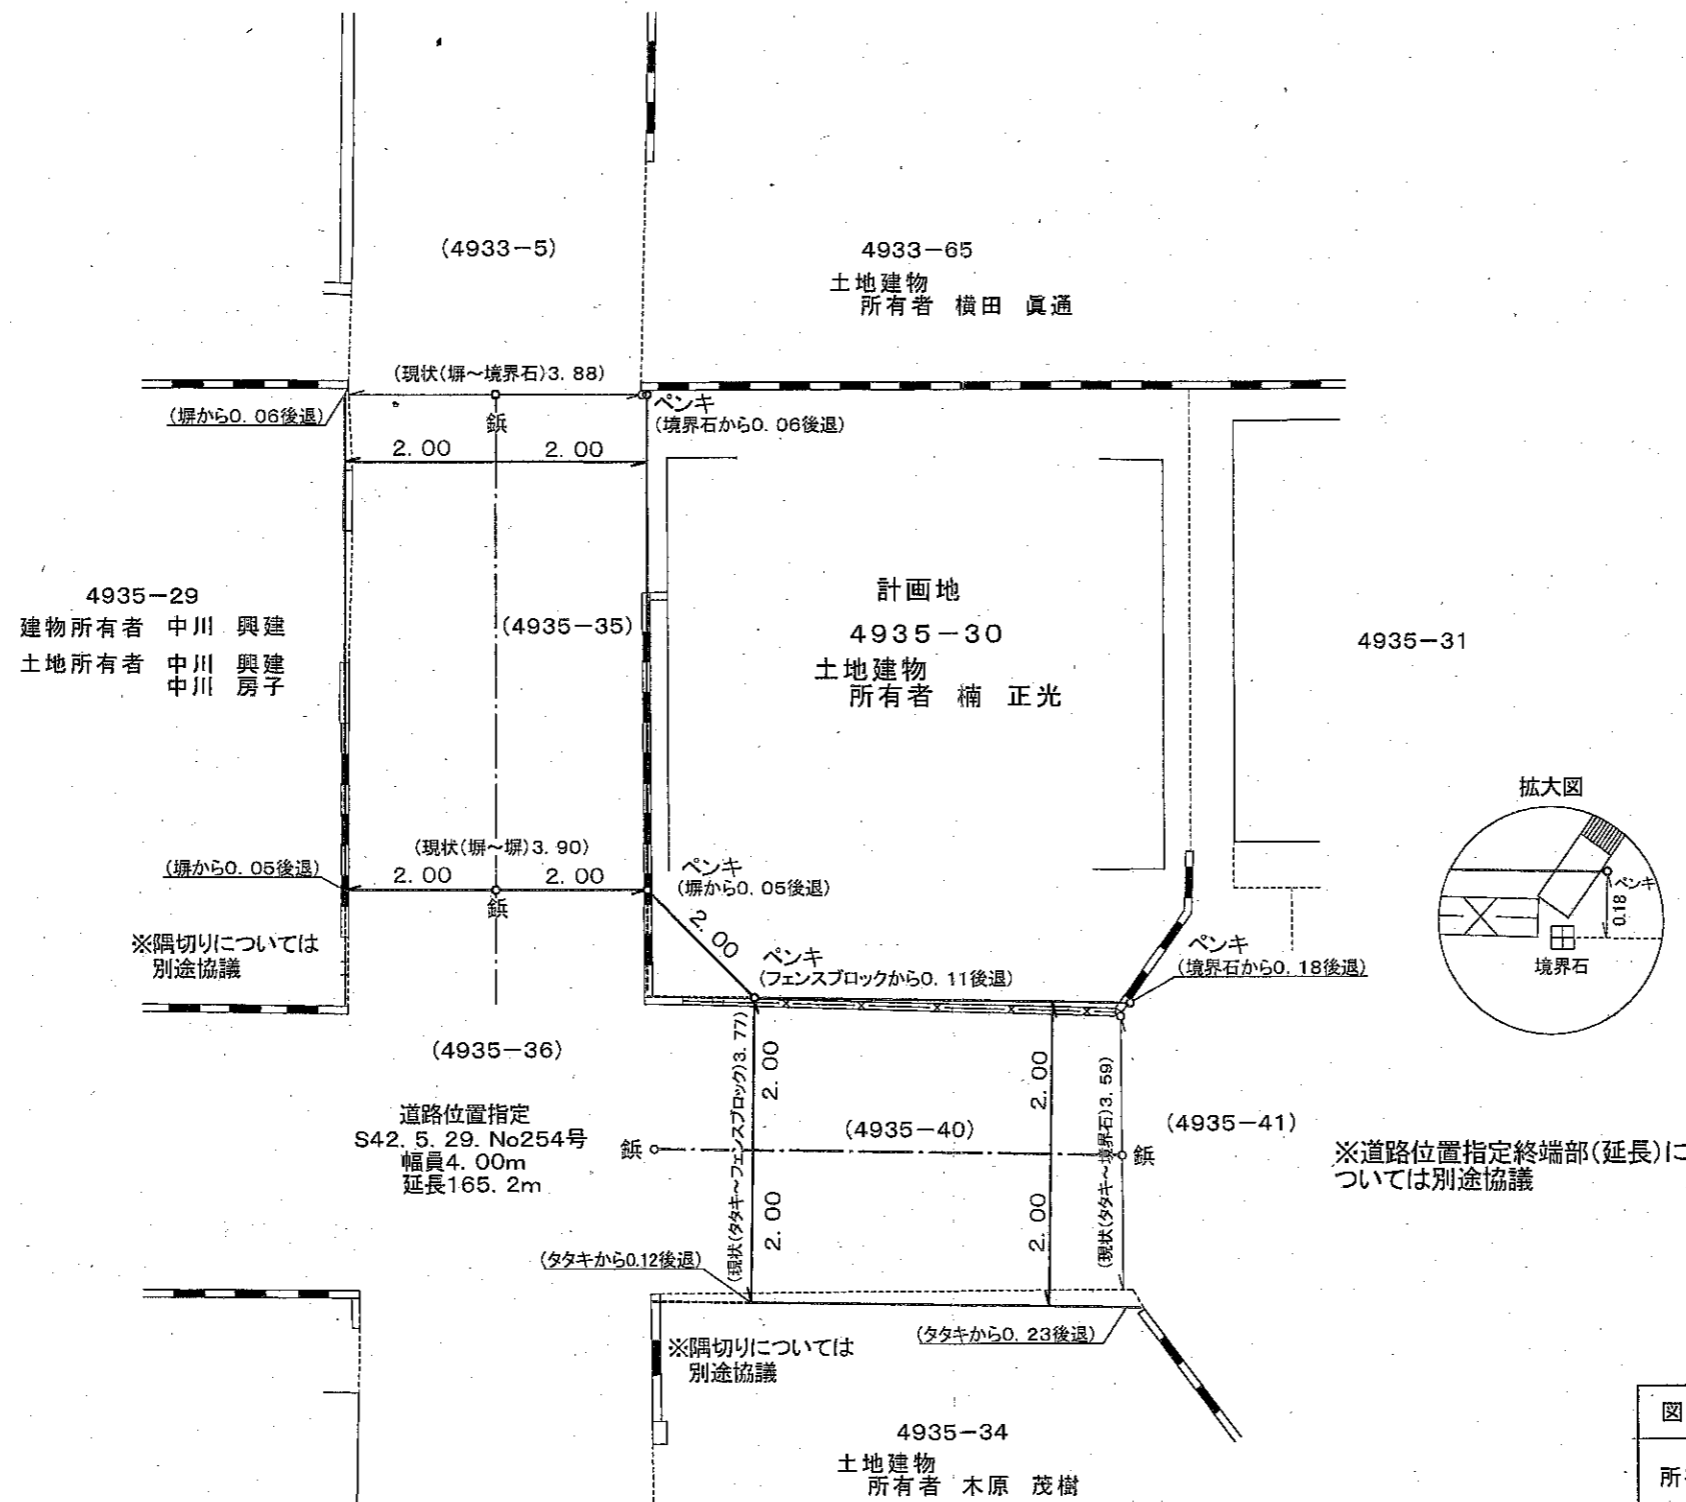 (4933-5)
4933-65
土地建物
所有者 横田 眞通
(現状(塀～境界石)3.88)
(塀から0.06後退)
鋲
ペンキ
(境界石から0.06後退)
2.00
2.00
計画地
4935-30
土地建物
所有者 楠 正光
4935-29
建物所有者 中川 興建
土地所有者 中川 興建
中川 房子
(4935-35)
4935-31
拡大図
ペンキ
0.18
境界石
(現状(塀～塀)3.90)
(塀から0.05後退)
2.00
2.00
鋲
ペンキ
(塀から0.05後退)
2.00
ペンキ
(フェンスブロックから0.11後退)
ペンキ
(境界石から0.18後退)
※隅切りについては
別途協議
(4935-36)
道路位置指定
S42.5.29.No254号
幅員4.00m
延長165.2m
鋲
(現状(タタキ～フェンスブロック)3.77)
2.00
2.00
(4935-40)
2.00
2.00
(現状(タタキ～境界石)3.59)
鋲
(4935-41)
※道路位置指定終端部(延長)に
ついては別途協議
(タタキから0.12後退)
(タタキから0.23後退)
※隅切りについては
別途協議
4935-34
土地建物
所有者 木原 茂樹
図
所